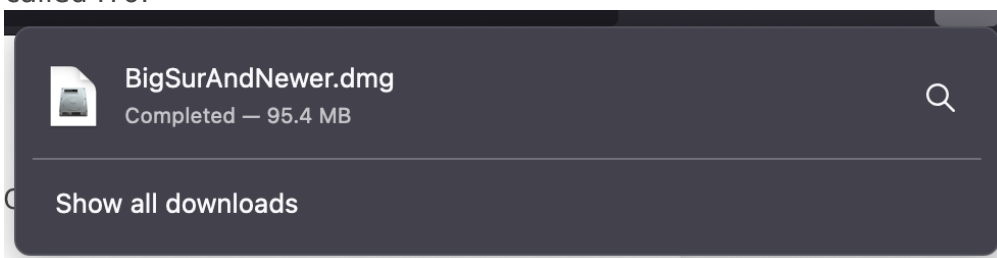 BigSurAndNewer.dmg
Completed — 95.4 MB
Show all downloads